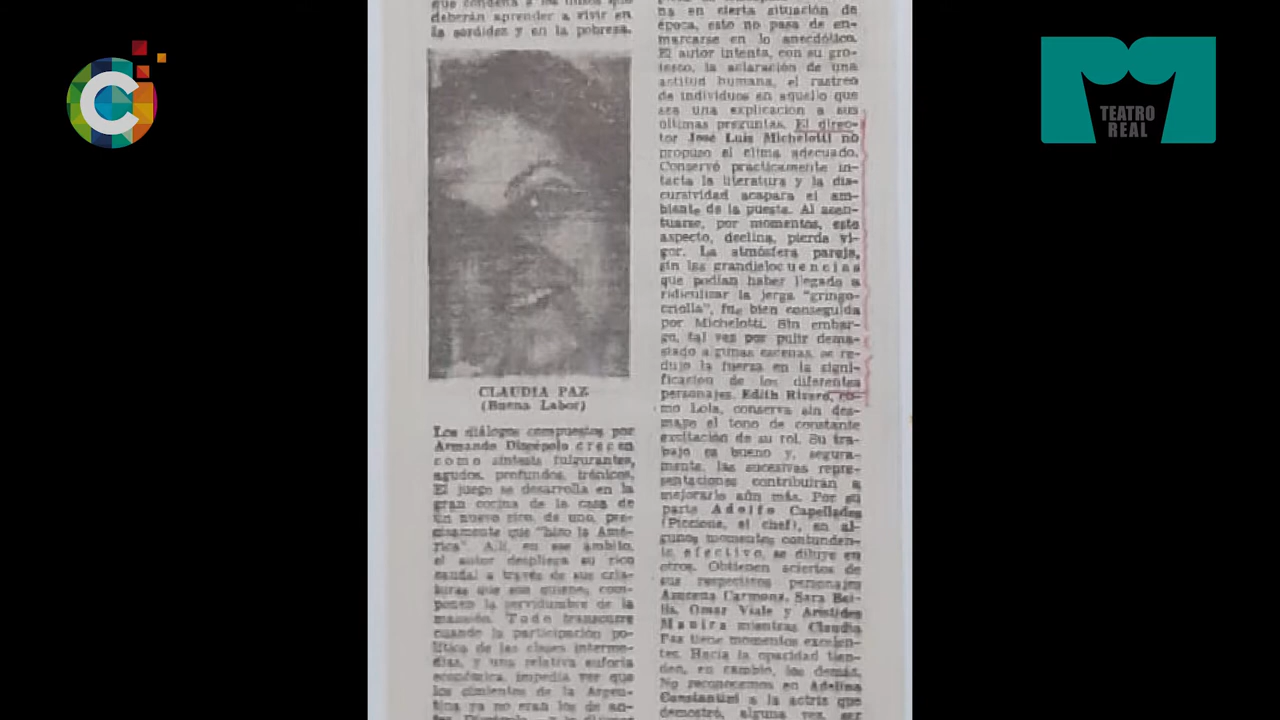 C
que condena a los niños que
deberán aprender a vivir en
la sordidez y en la pobreza.
CLAUDIA PAZ
(Buena Labor)
Los diálogos compuestos por
Armando Discépolo crecen
como síntesis fulgurantes,
agudos, profundos, irónicos.
El juego se desarrolla en la
gran cocina de la casa de
un nuevo rico, de uno, pre-
cisamente que "hizo la Amé-
rica". Allí, en ese ámbito,
el autor despliega su rico
caudal a través de sus cria-
turas que son quienes com-
ponen la servidumbre de la
mansión. Todo transcurre
cuando la participación po-
lítica de las clases interme-
dias, y una relativa euforia
económica, impedía ver que
los cimientos de la Argen-
tina ya no eran los de an-
tes. Discépolo
na en cierta situación de
época, esto no pasa de en-
marcarse en lo anecdótico.
El autor intenta, con su gro-
tesco, la aclaración de una
actitud humana, el rastreo
de individuos en aquello que
sea una explicación a sus
últimas preguntas. El direc-
tor José Luis Michelotti no
propuso el clima adecuado.
Conservó prácticamente in-
tacta la literatura y la dis-
cursividad acapara el am-
biente de la puesta. Al acen-
tuarse, por momentos, este
aspecto, declina, pierda vi-
gor. La atmósfera pareja,
sin las grandielocuencias
que podían haber llegado a
ridiculizar la jerga "gringo-
criolla", fue bien conseguida
por Michelotti. Sin embar-
go, tal vez por pulir dema-
siado algunas escenas, se re-
dujo la fuerza en la signi-
ficación de los diferentes
personajes. Edith Rivero, co-
mo Lola, conserva sin des-
mayo el tono de constante
excitación de su rol. Su tra-
bajo es bueno y, segura-
mente, las sucesivas repre-
sentaciones contribuirán a
mejorarlo aún más. Por su
parte Adolfo Capellades
(Piccione, el chef), en al-
gunos momentos contunden-
te, efectivo, se diluye en
otros. Obtienen aciertos de
sus respectivos personajes
Azucena Carmona, Sara Bei-
lis, Omar Viale y Arístides
Manira mientras Claudia
Paz tiene momentos excelen-
tes. Hacia la opacidad tien-
den, en cambio, los demás.
No reconocemos en Adelina
Constantini a la actriz que
demostró, alguna vez, ser
TEATRO
REAL